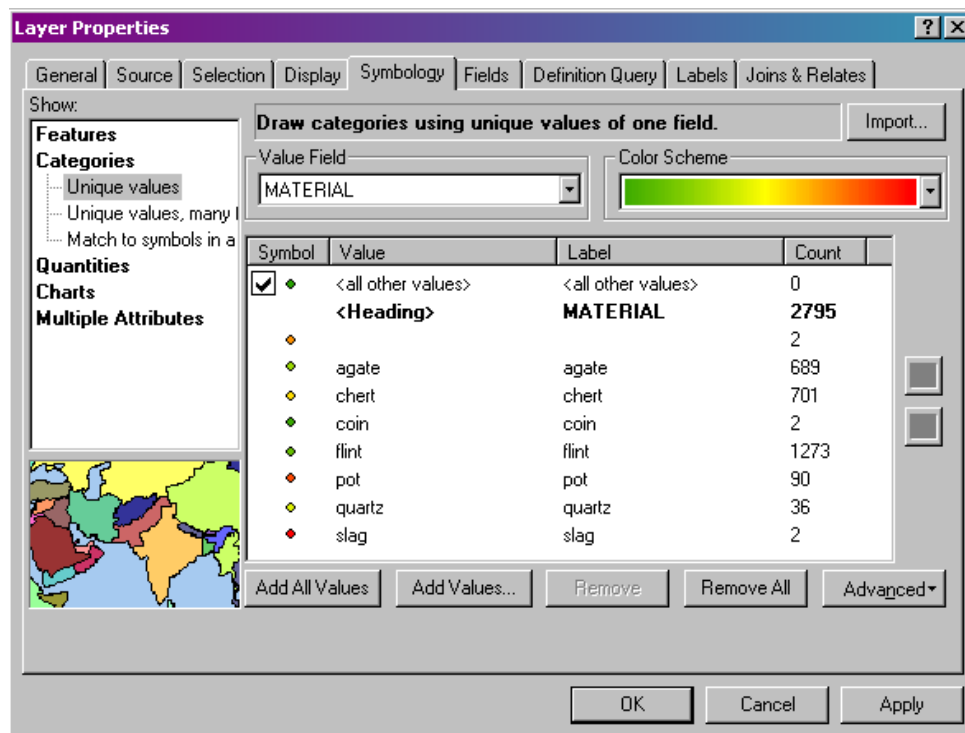 Layer Properties
General Source Selection Display Symbology Fields Definition Query Labels Joins & Relates
Show:
Features
Categories
Unique values
Unique values, many
Match to symbols in a
Quantities
Charts
Multiple Attributes
Draw categories using unique values of one field.
Import...
Value Field
MATERIAL
Color Scheme
Symbol Value Label Count
<all other values> <all other values> 0
<Heading> MATERIAL 2795
2
agate agate 689
chert chert 701
coin coin 2
flint flint 1273
pot pot 90
quartz quartz 36
slag slag 2
Add All Values Add Values... Remove Remove All Advanced
OK Cancel Apply